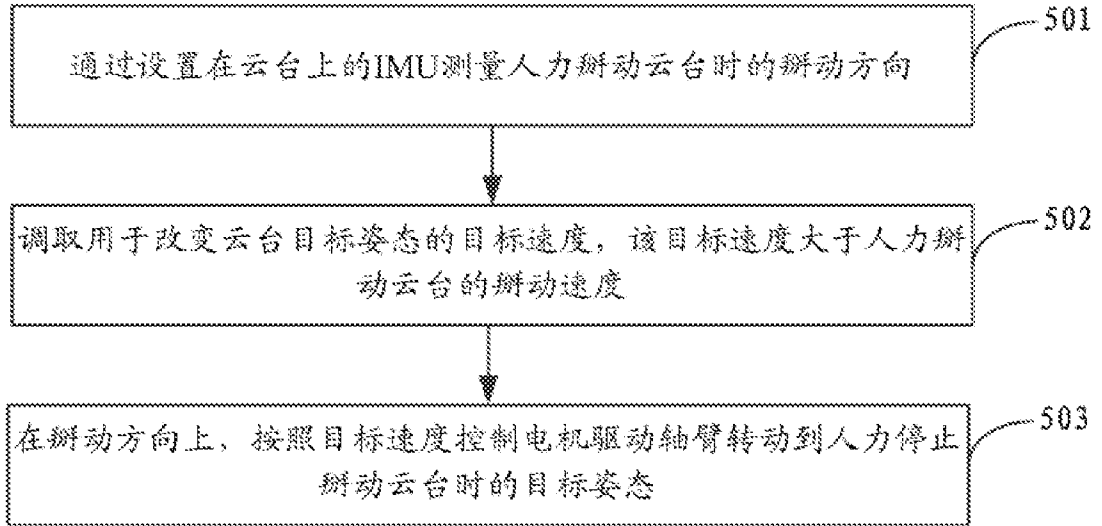 通过设置在云台上的IMU测量人力掰动云台时的掰动方向
501
调取用于改变云台目标姿态的目标速度，该目标速度大于人力掰
动云台的掰动速度
502
在掰动方向上，按照目标速度控制电机驱动轴臂转动到人力停止
掰动云台时的目标姿态
503